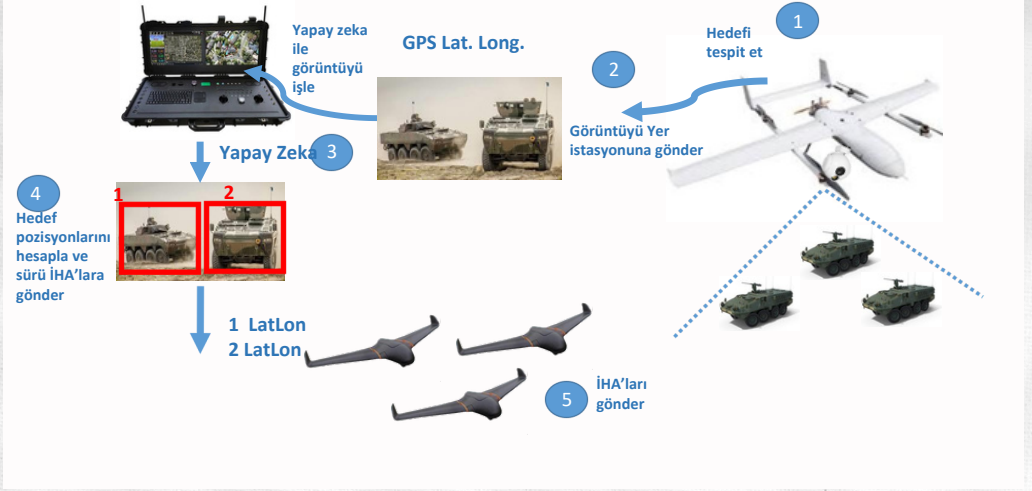 1
Hedefi
tespit et
2
Görüntüyü Yer
istasyonuna gönder
GPS Lat. Long.
Yapay zeka
ile
görüntüyü
işle
Yapay Zeka 3
4
Hedef
pozisyonlarını
hesapla ve
sürü İHA’lara
gönder
1
2
1 LatLon
2 LatLon
5
İHA’ları
gönder